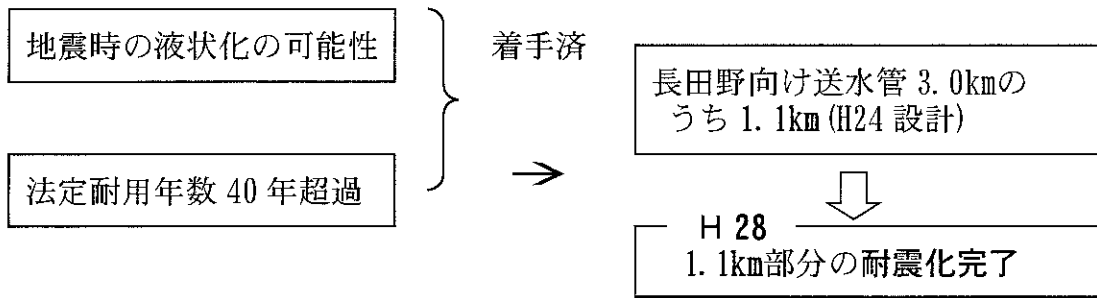 地震時の液状化の可能性
法定耐用年数 40 年超過
着手済
→
長田野向け送水管 3.0kmの
うち 1.1km (H24 設計)
H 28
1.1km部分の耐震化完了